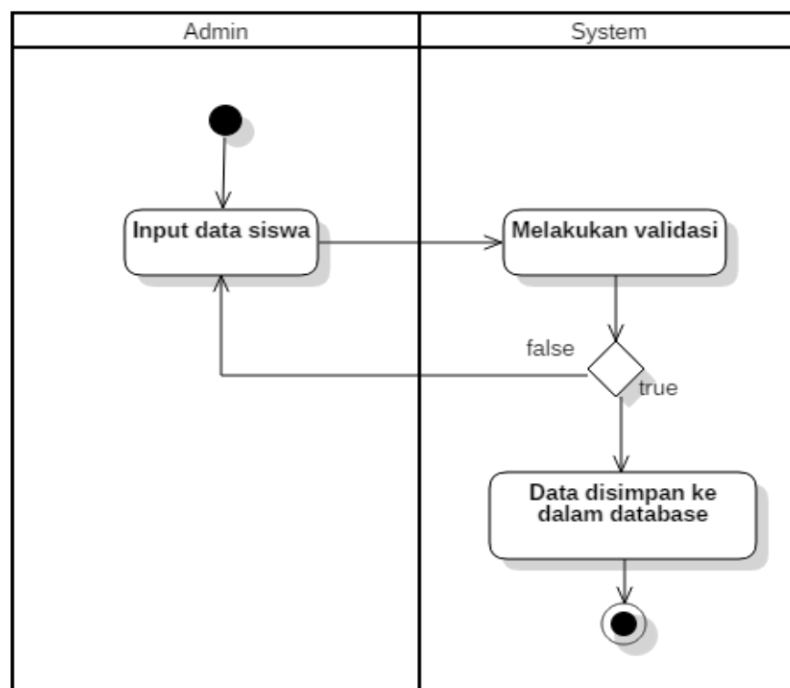 Admin
System
Input data siswa
Melakukan validasi
false
true
Data disimpan ke
dalam database